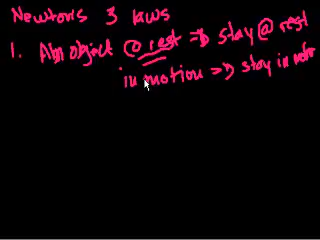 Newton's 3 laws
1. An object @ rest => stay @ rest
in motion => stay in motion